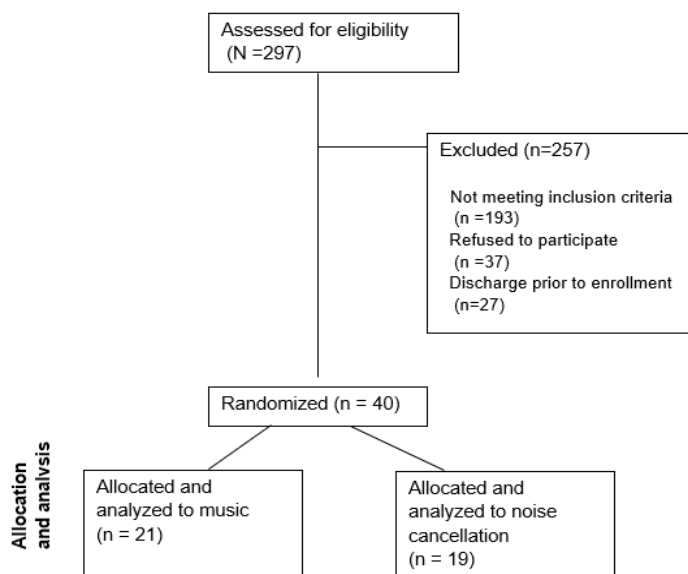 Assessed for eligibility
(N =297)
Excluded (n=257)
Not meeting inclusion criteria
(n =193)
Refused to participate
(n =37)
Discharge prior to enrollment
(n=27)
Randomized (n = 40)
Allocation
and analysis
Allocated and
analyzed to music
(n = 21)
Allocated and
analyzed to noise
cancellation
(n = 19)